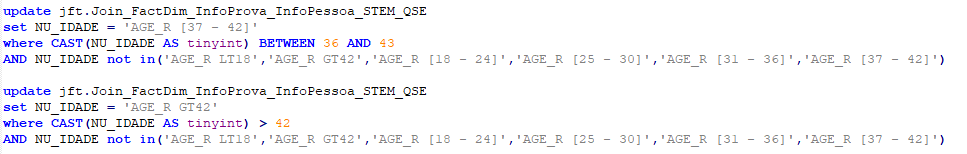 update jft.Join_FactDim_InfoProva_InfoPessoa_STEM_QSE
set NU_IDADE = 'AGE_R [37 - 42]'
where CAST(NU_IDADE AS tinyint) BETWEEN 36 AND 43
AND NU_IDADE not in('AGE_R LT18','AGE_R GT42','AGE_R [18 - 24]','AGE_R [25 - 30]','AGE_R [31 - 36]','AGE_R [37 - 42]')
update jft.Join_FactDim_InfoProva_InfoPessoa_STEM_QSE
set NU_IDADE = 'AGE_R GT42'
where CAST(NU_IDADE AS tinyint) > 42
AND NU_IDADE not in('AGE_R LT18','AGE_R GT42','AGE_R [18 - 24]','AGE_R [25 - 30]','AGE_R [31 - 36]','AGE_R [37 - 42]')